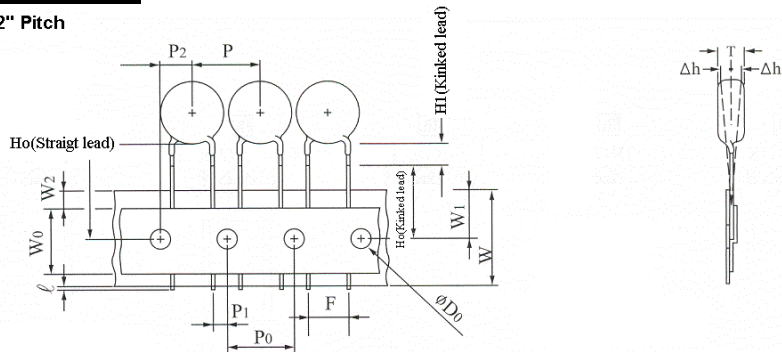 2" Pitch
P2
P
H1(Kinked lead)
T
Δh
Δh
Ho(Straigt lead)
W2
W0
Ho(Kinked lead)
W1
W
ℓ
P1
F
øD0
P0